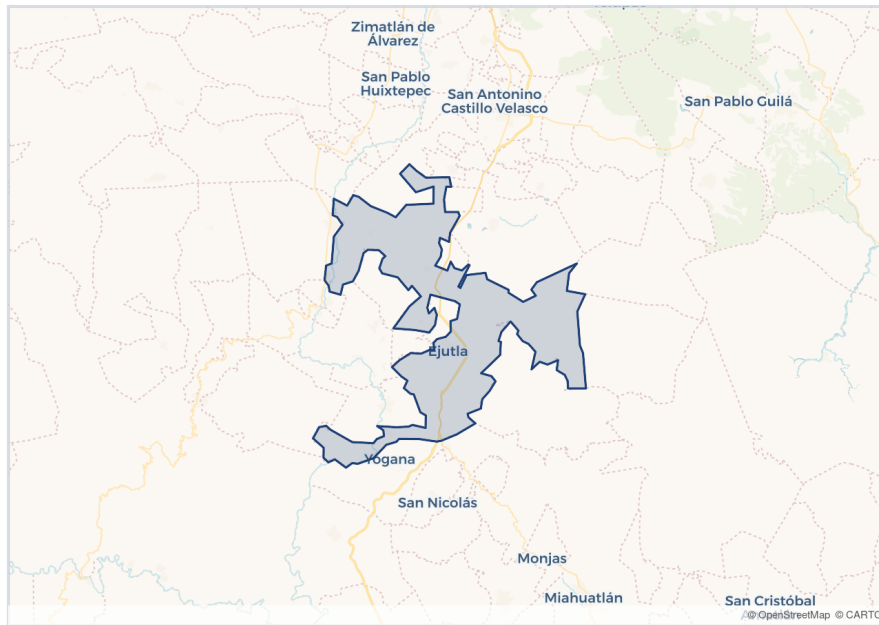 Zimatlán de
Álvarez
San Pablo
Huixtepec
San Antonino
Castillo Velasco
San Pablo Guilá
Ejutla
Yogana
San Nicolás
Monjas
Miahuatlán
San Cristóbal
© OpenStreetMap © CARTO